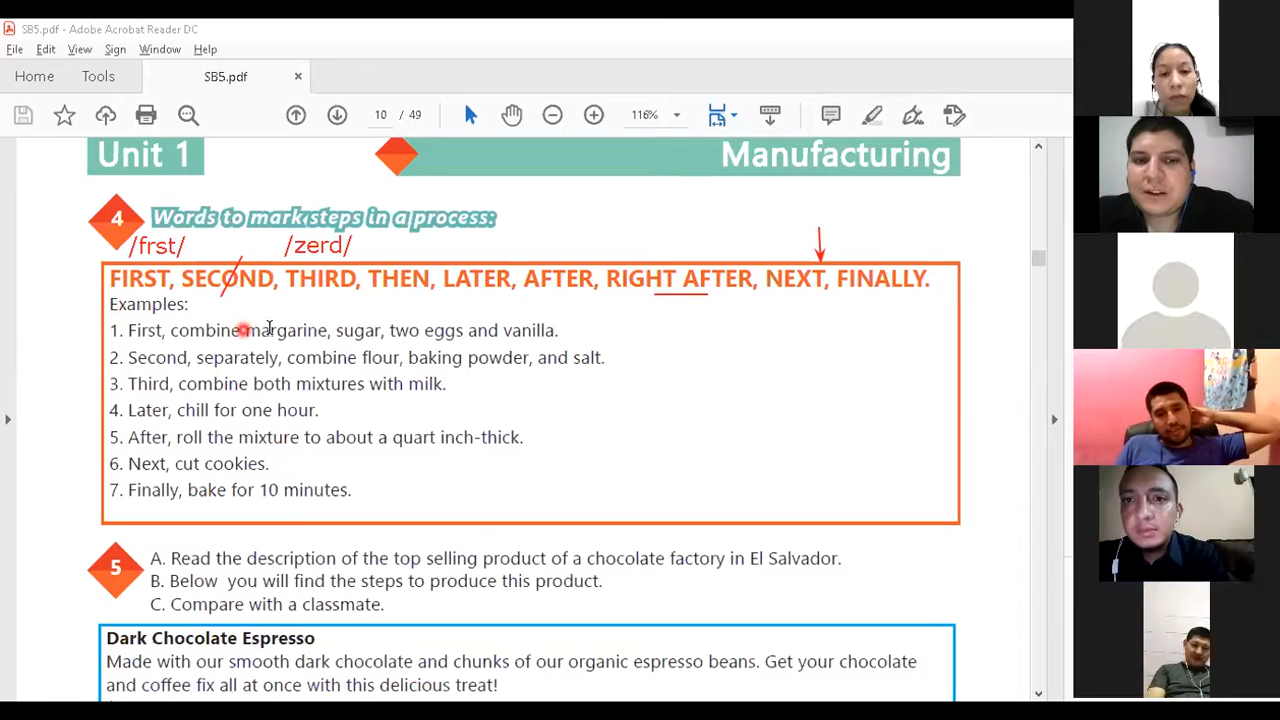 SB5.pdf - Adobe Acrobat Reader DC
File Edit View Sign Window Help
Home Tools SB5.pdf ×
10 / 49 116%
Unit 1 Manufacturing
4 Words to mark steps in a process:
/frst/ /zerd/
FIRST, SECOND, THIRD, THEN, LATER, AFTER, RIGHT AFTER, NEXT, FINALLY.
Examples:
1. First, combine margarine, sugar, two eggs and vanilla.
2. Second, separately, combine flour, baking powder, and salt.
3. Third, combine both mixtures with milk.
4. Later, chill for one hour.
5. After, roll the mixture to about a quart inch-thick.
6. Next, cut cookies.
7. Finally, bake for 10 minutes.
5 A. Read the description of the top selling product of a chocolate factory in El Salvador.
B. Below you will find the steps to produce this product.
C. Compare with a classmate.
Dark Chocolate Espresso
Made with our smooth dark chocolate and chunks of our organic espresso beans. Get your chocolate
and coffee fix all at once with this delicious treat!